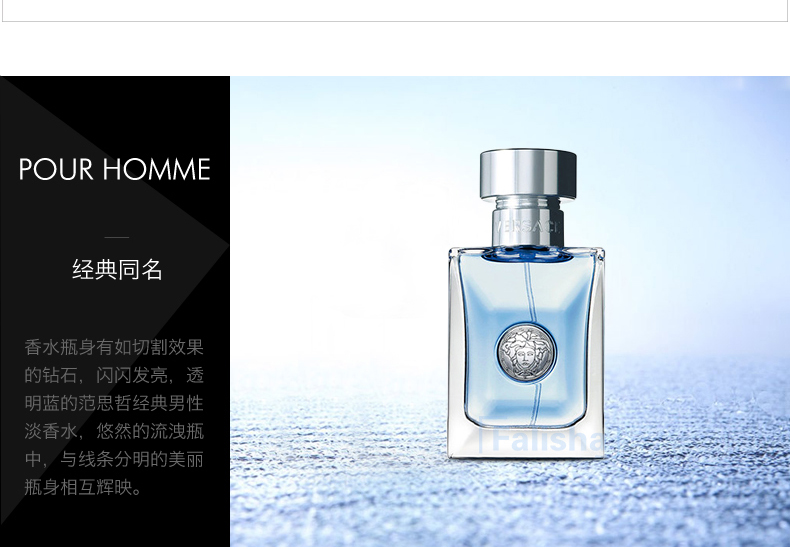 POUR HOMME
经典同名
香水瓶身有如切割效果
的钻石，闪闪发亮，透
明蓝的范思哲经典男性
淡香水，悠然的流洩瓶
中，与线条分明的美丽
瓶身相互辉映。
VERSACE
Falisha